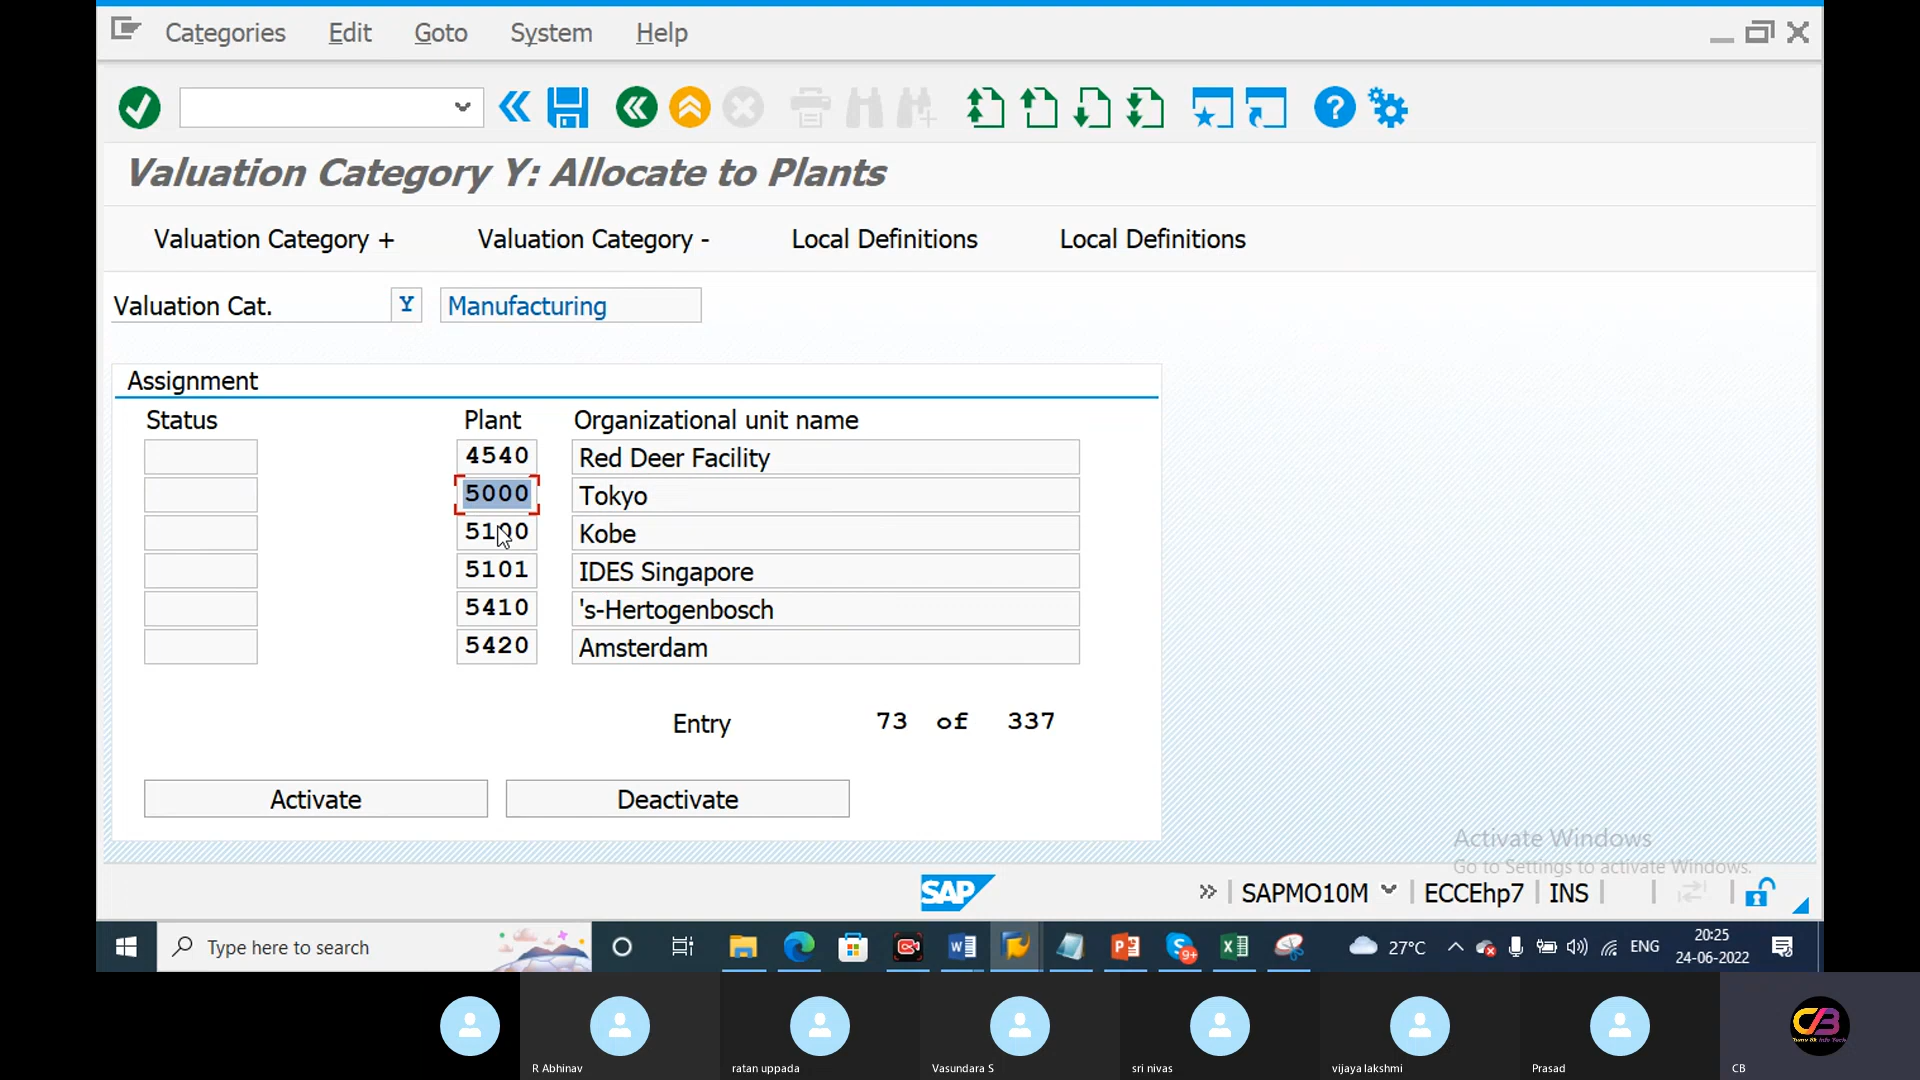 Categories Edit Goto System Help
Valuation Category Y: Allocate to Plants
Valuation Category + Valuation Category - Local Definitions Local Definitions
Valuation Cat. Y Manufacturing
Assignment
Status Plant Organizational unit name
4540 Red Deer Facility
5000 Tokyo
5100 Kobe
5101 IDES Singapore
5410 's-Hertogenbosch
5420 Amsterdam
Entry 73 of 337
Activate Deactivate
Activate Windows
Go to Settings to activate Windows.
SAP SAPMO10M ECCEhp7 INS
Type here to search 27°C ENG 20:25
24-06-2022
R Abhinav ratan uppada Vasundara S sri nivas vijaya lakshmi Prasad CB